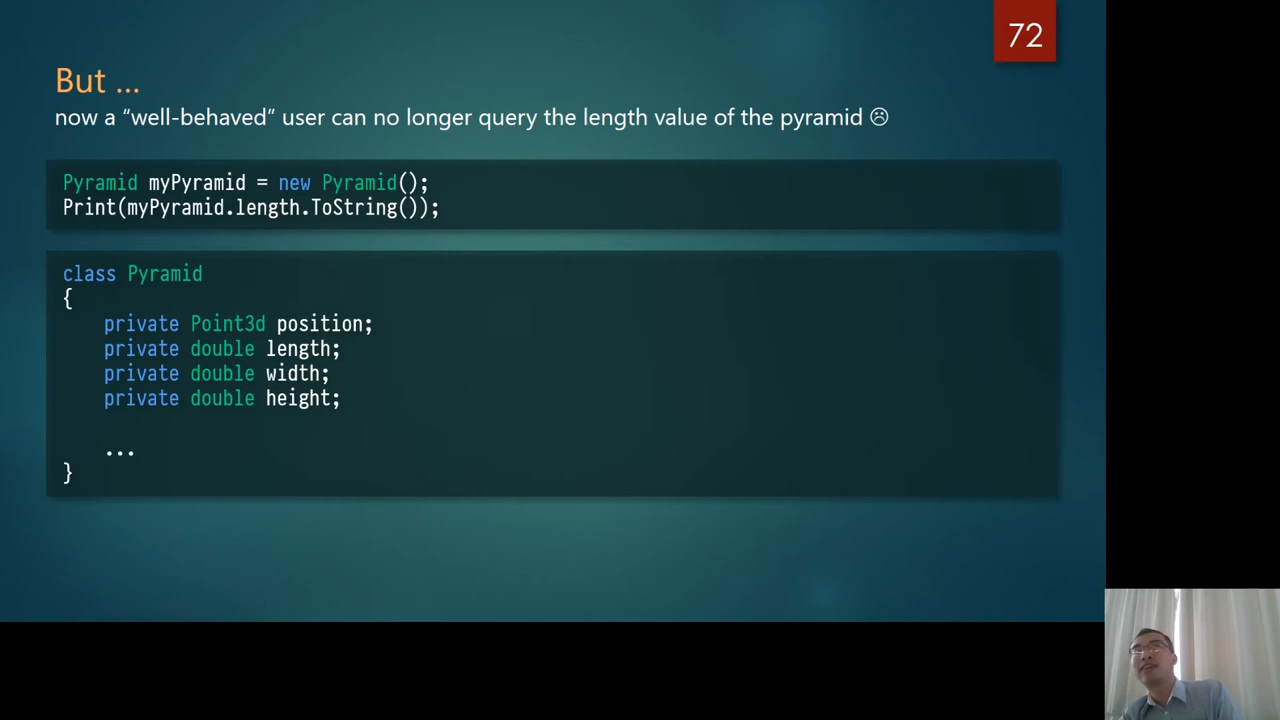 72
But ...
now a “well-behaved” user can no longer query the length value of the pyramid ☹
Pyramid myPyramid = new Pyramid();
Print(myPyramid.length.ToString());
class Pyramid
{
    private Point3d position;
    private double length;
    private double width;
    private double height;
    ...
}